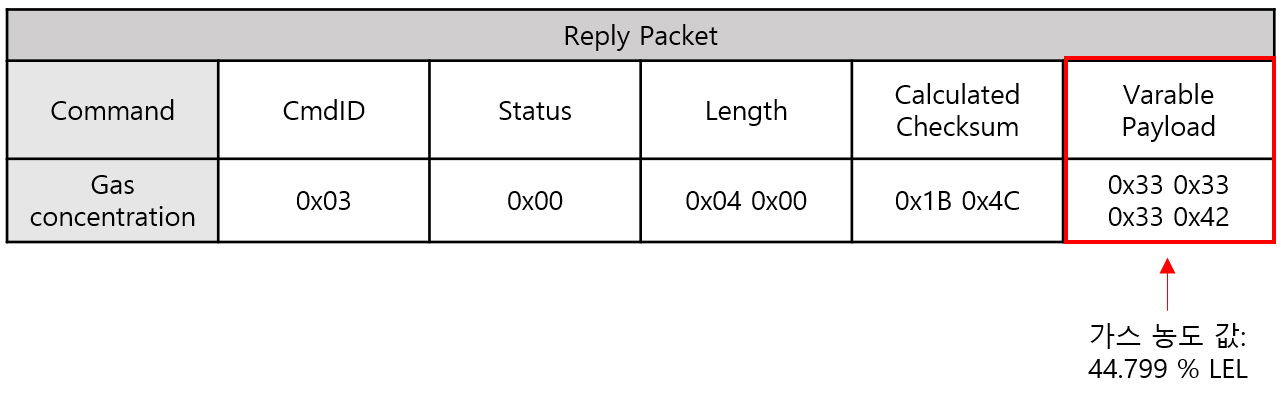 Reply Packet
Command
CmdID
Status
Length
Calculated
Checksum
Varable
Payload
Gas
concentration
0x03
0x00
0x04 0x00
0x1B 0x4C
0x33 0x33
0x33 0x42
가스 농도 값:
44.799 % LEL